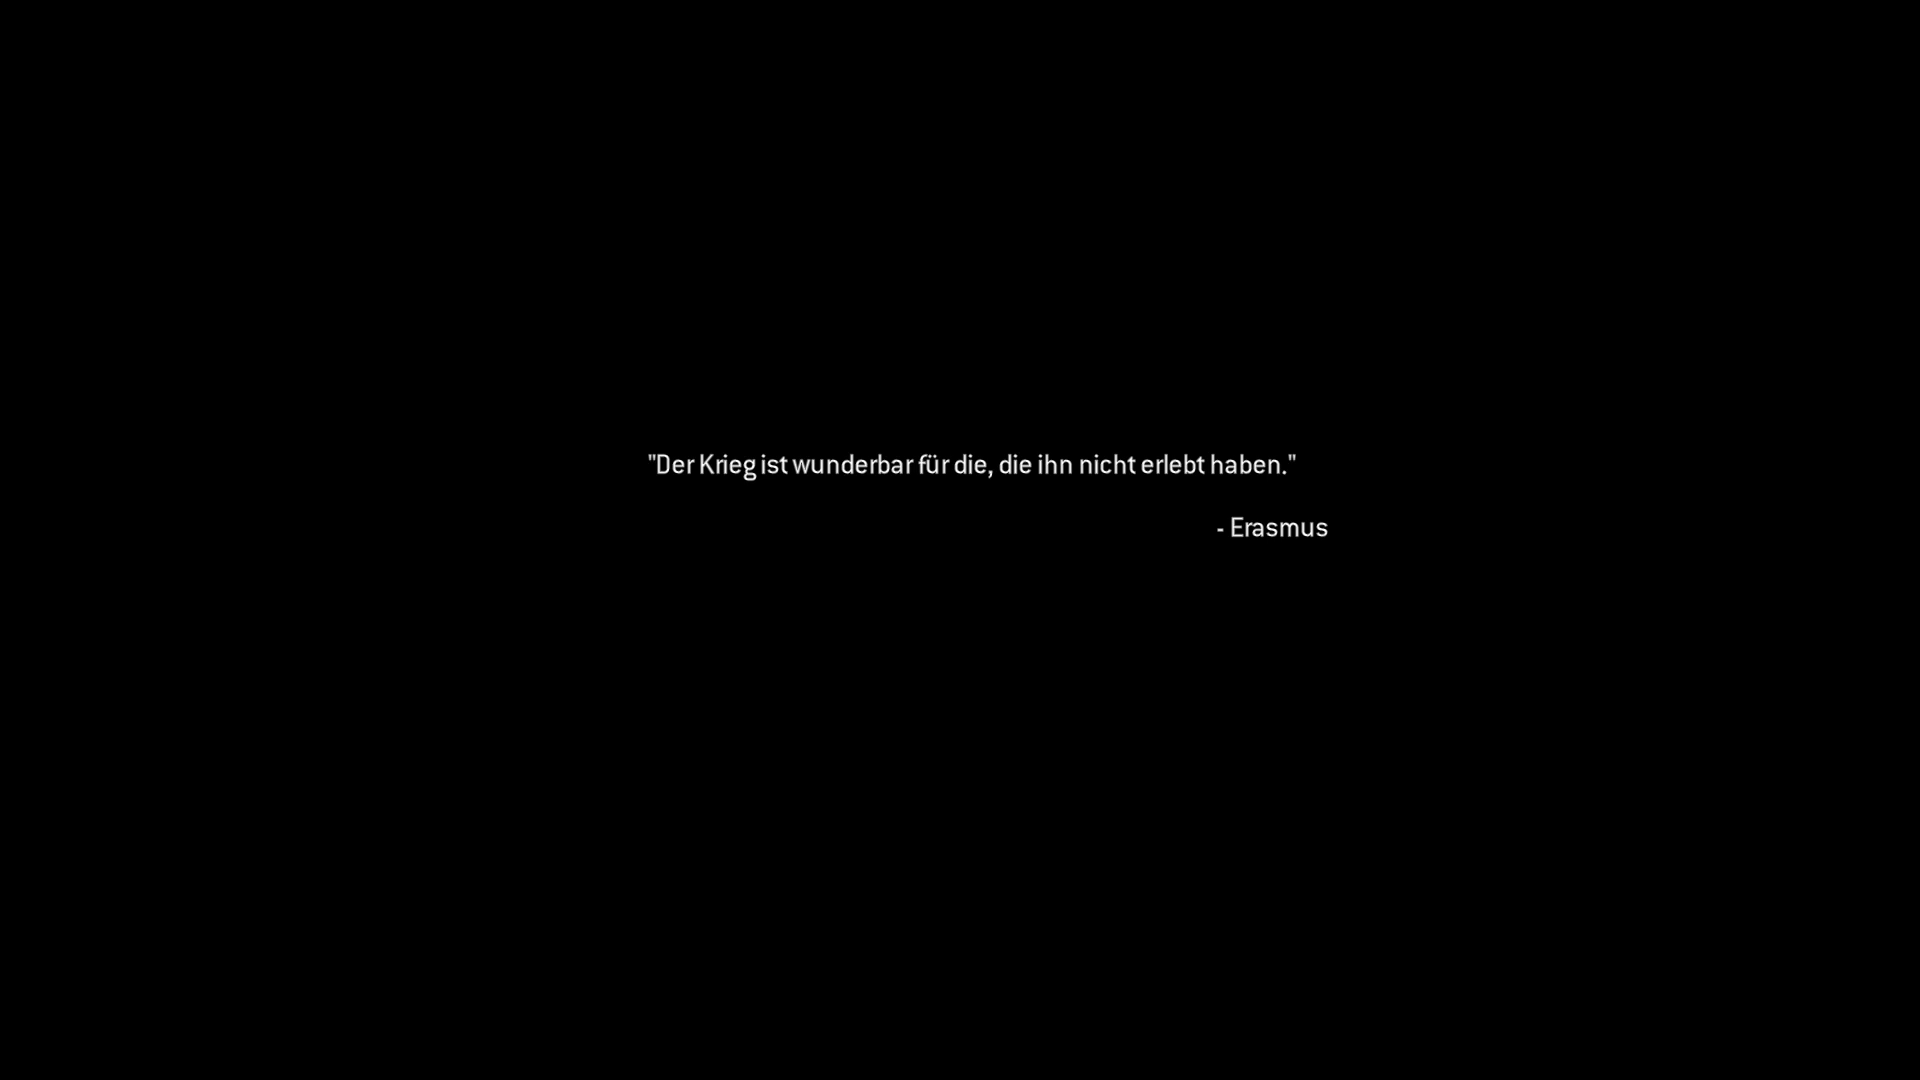 "Der Krieg ist wunderbar für die, die ihn nicht erlebt haben."
- Erasmus